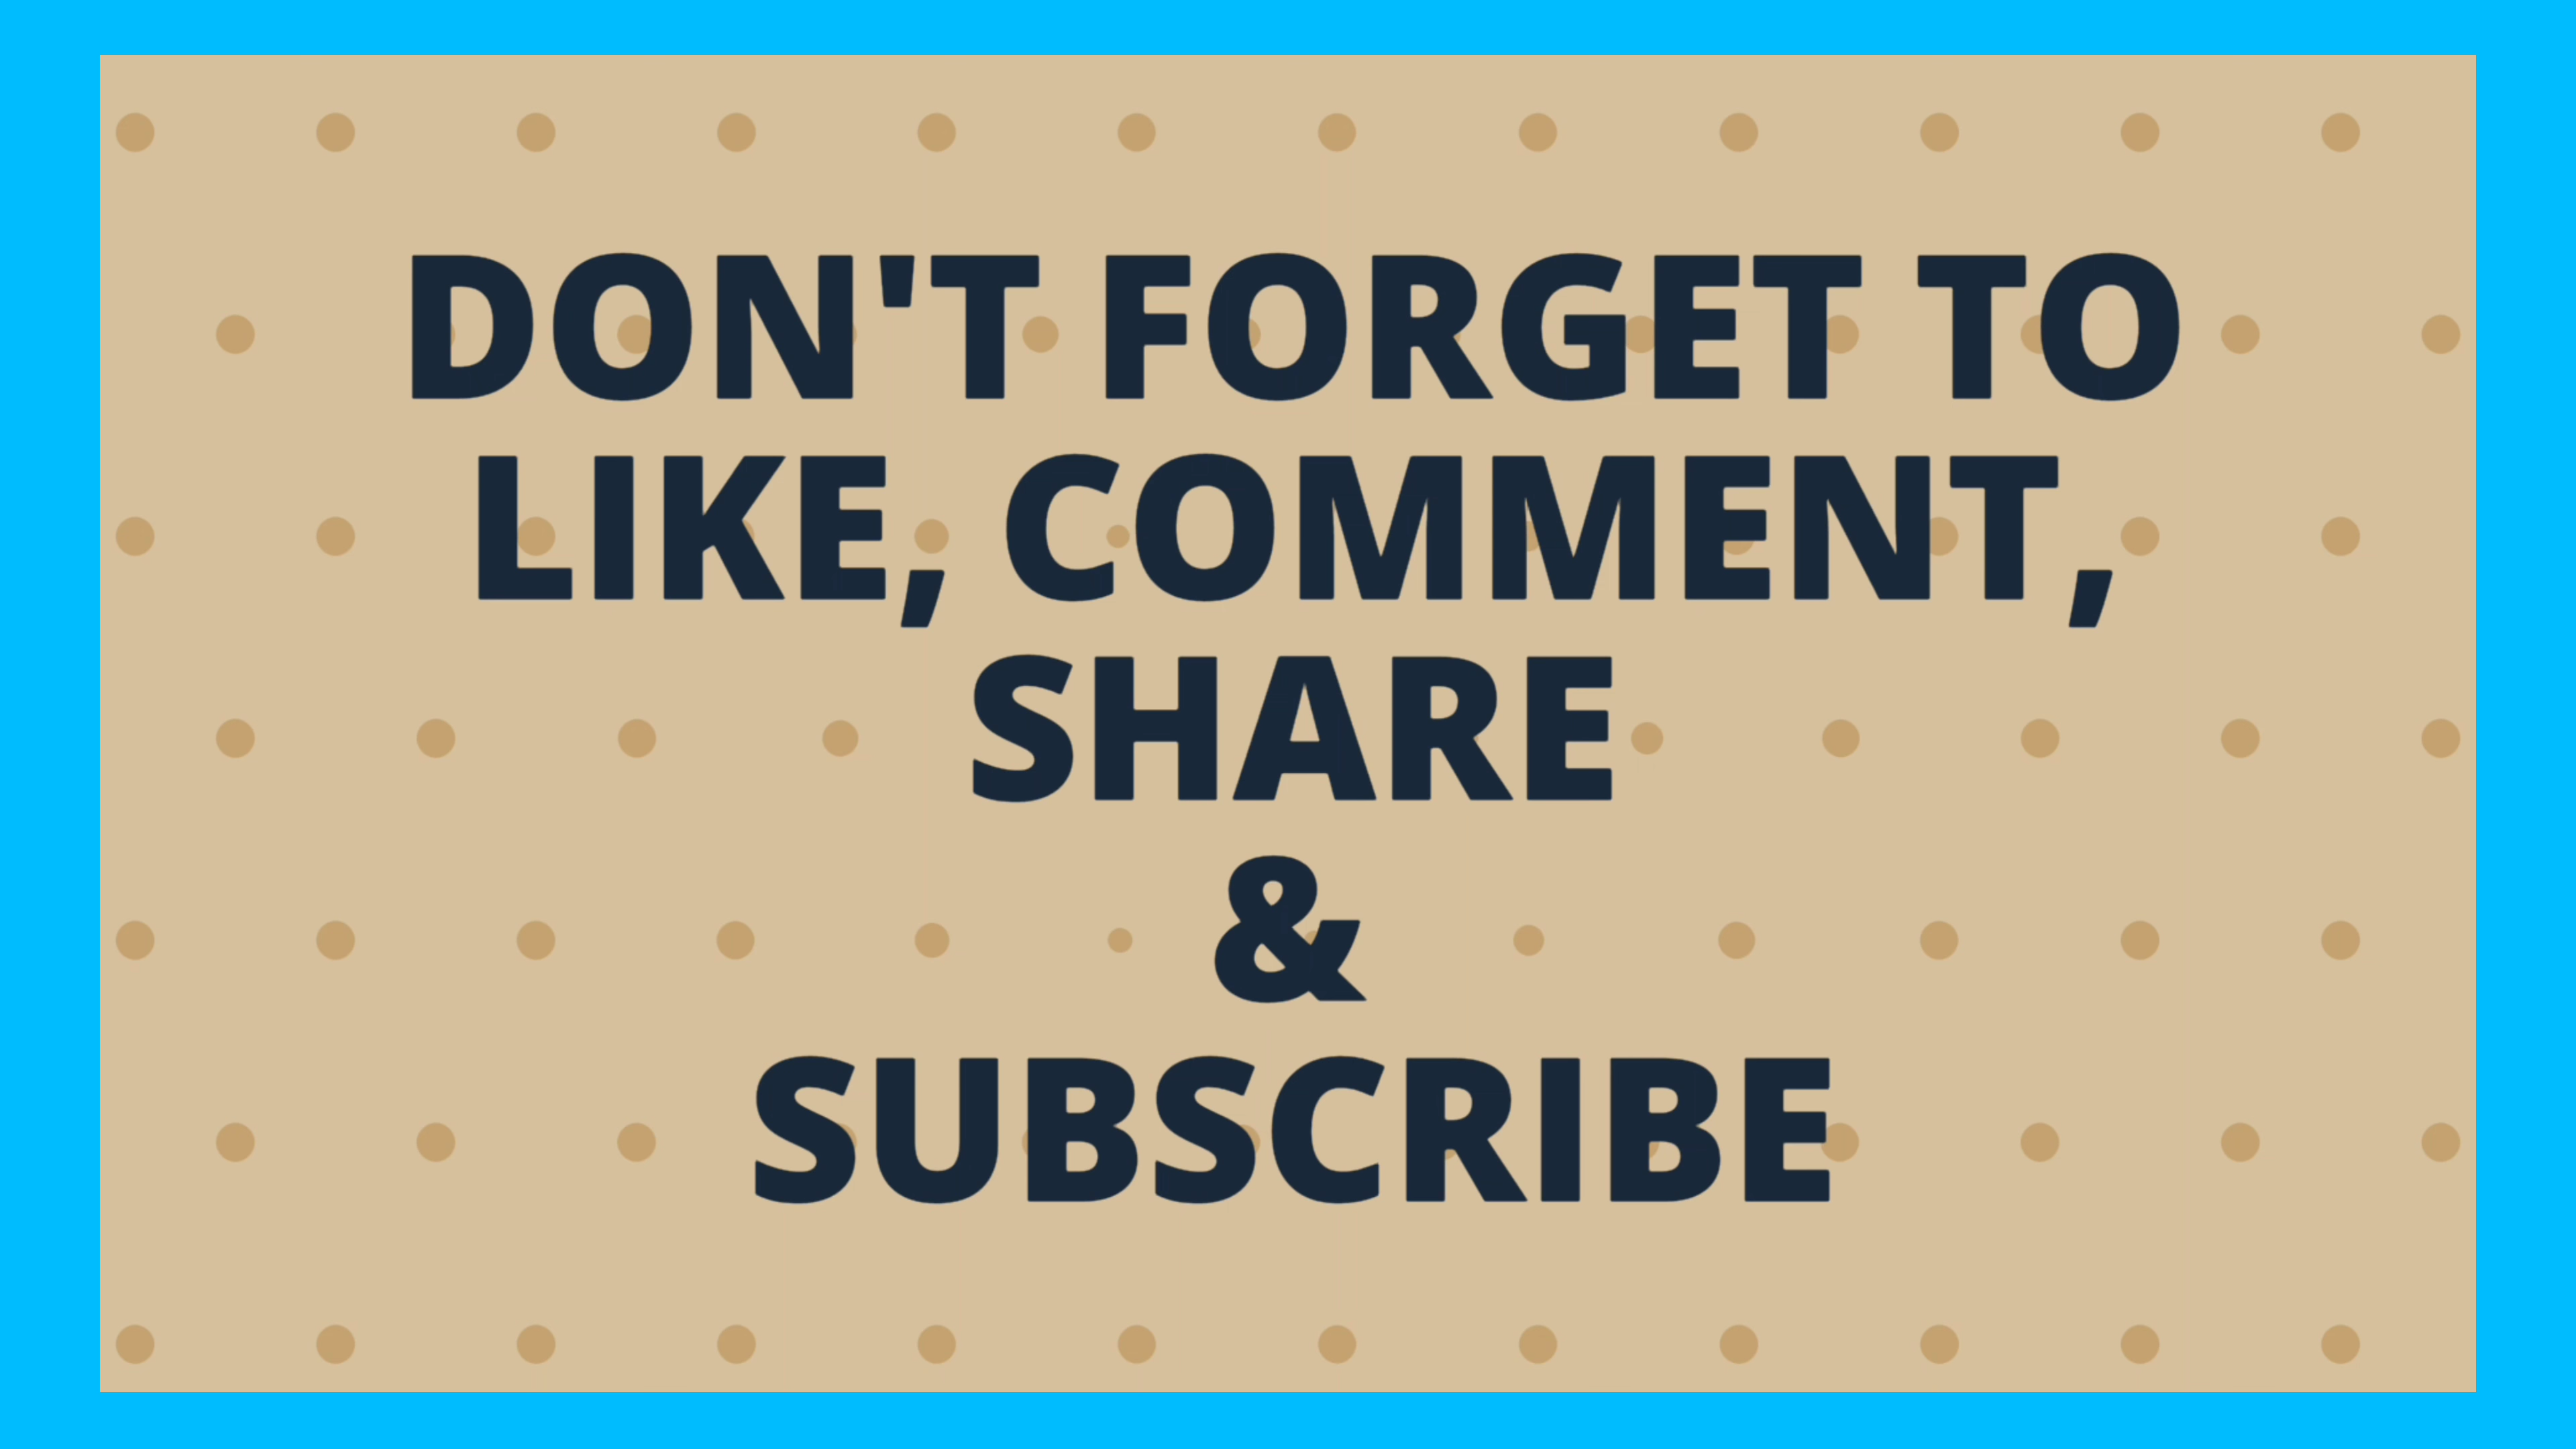 DON'T FORGET TO
LIKE, COMMENT,
SHARE
&
SUBSCRIBE